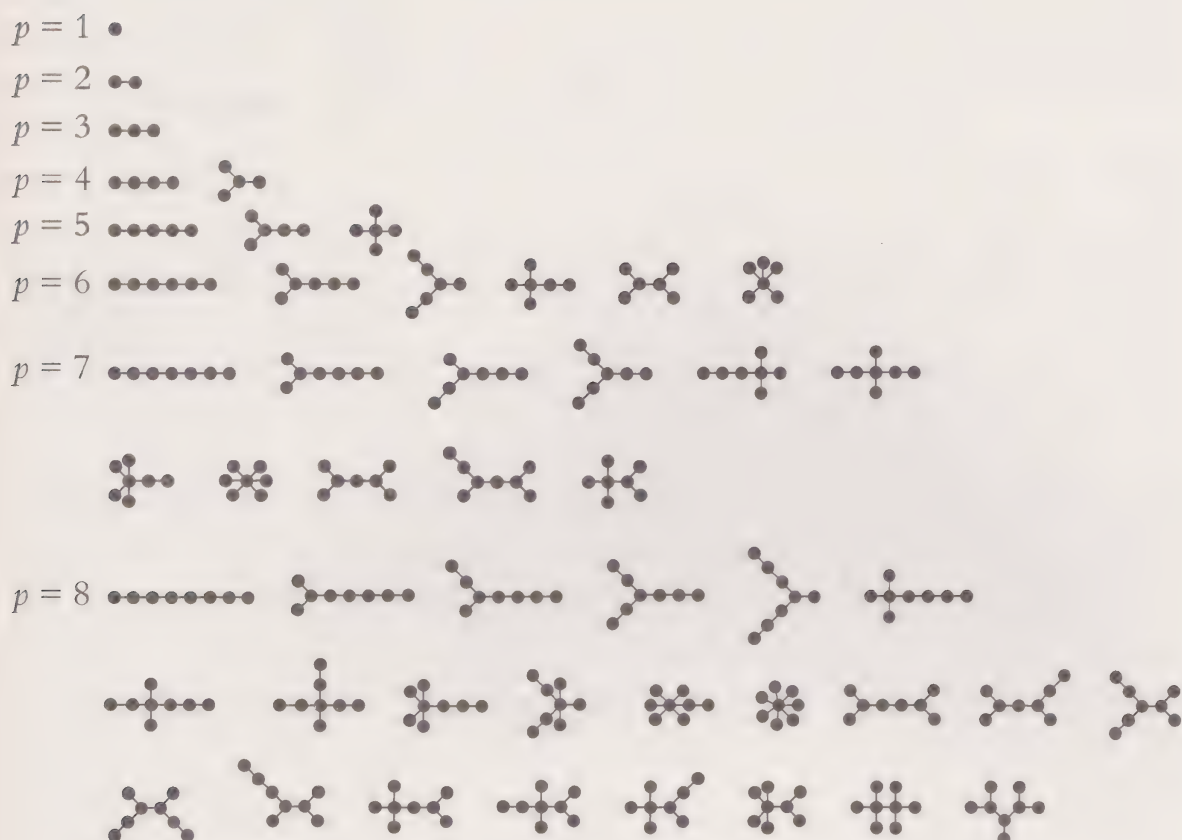 p = 1
p = 2
p = 3
p = 4
p = 5
p = 6
p = 7
p = 8